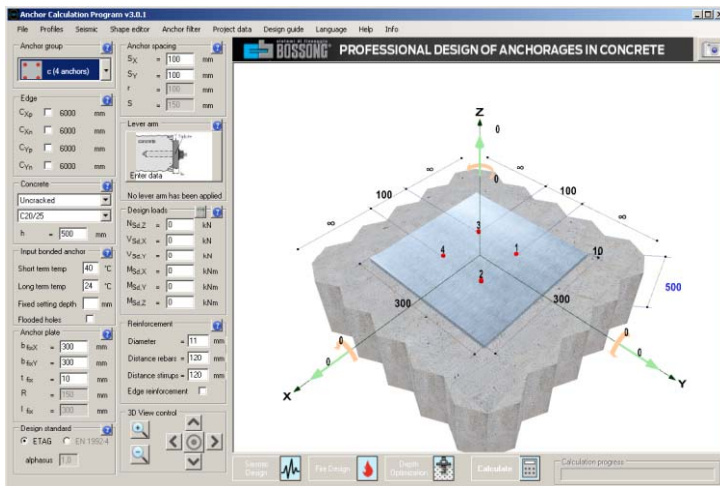 Anchor Calculation Program v3.0.1
File Profiles Seismic Shape editor Anchor filter Project data Design guide Language Help Info
Anchor group
c (4 anchors)
Edge
CXp 6000 mm
CXn 6000 mm
CYp 6000 mm
CYn 6000 mm
Concrete
Uncracked
C20/25
h = 500 mm
Input bonded anchor
Short term temp 40 °C
Long term temp 24 °C
Fixed setting depth mm
Flooded holes
Anchor plate
b fixX = 300 mm
b fixY = 300 mm
t fix = 10 mm
R = 150 mm
l fix = 300 mm
Design standard
ETAG EN 1992-4
alphasus 1.0
Anchor spacing
SX = 100 mm
SY = 100 mm
r = 100 mm
S = 150 mm
Lever arm
concrete
Enter data
No lever arm has been applied
Design loads
NSd,Z = 0 kN
VSd,X = 0 kN
VSd,Y = 0 kN
MSd,X = 0 kNm
MSd,Y = 0 kNm
MSd,Z = 0 kNm
Reinforcement
Diameter = 11 mm
Distance rebars = 120 mm
Distance stirrups = 120 mm
Edge reinforcement
3D View control
BOSSONG PROFESSIONAL DESIGN OF ANCHORAGES IN CONCRETE
Z
0
∞ ∞
0
100 100
∞ ∞
3
4 1
10
2
500
300 300
0 0
0 0
X Y
Seismic Design
Fire Design
Depth Optimization
Calculate
Calculation progress